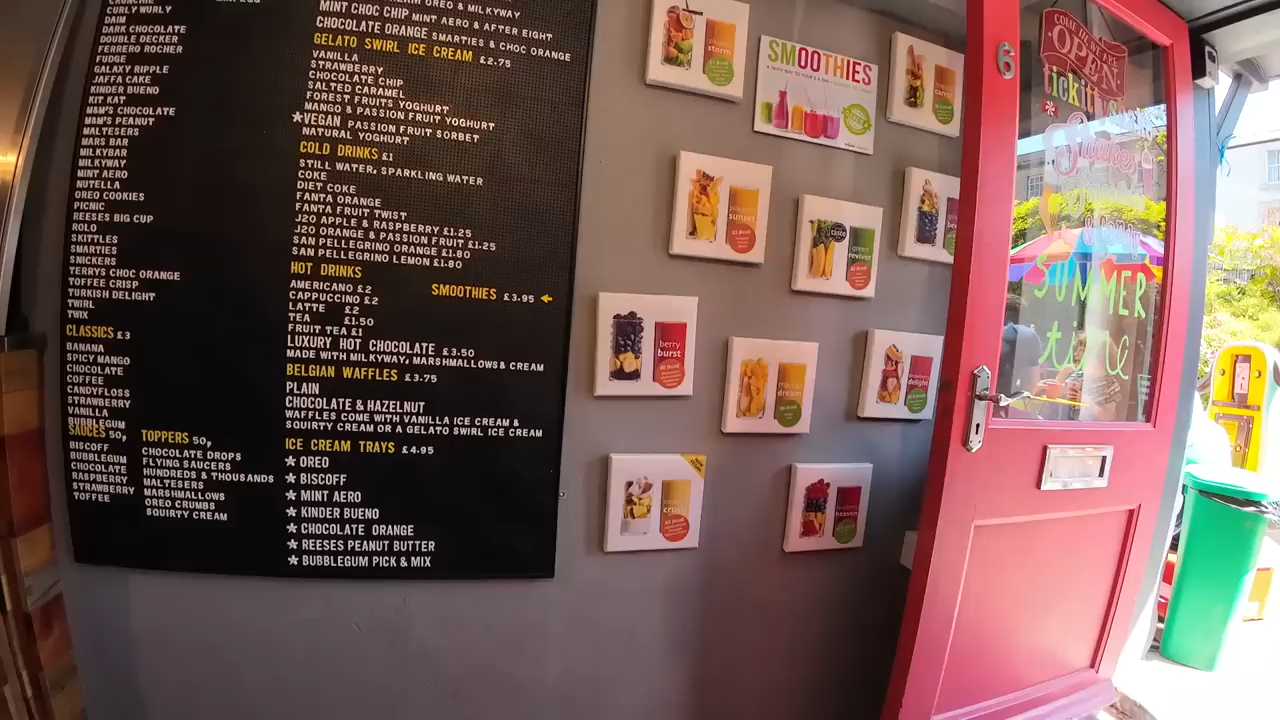 CRUNCHIE
CURLY WURLY
DAIM
DARK CHOCOLATE
DOUBLE DECKER
FERRERO ROCHER
FUDGE
GALAXY RIPPLE
JAFFA CAKE
KINDER BUENO
KIT KAT
M&M'S CHOCOLATE
M&M'S PEANUT
MALTESERS
MARS BAR
MILKYBAR
MILKYWAY
MINT AERO
NUTELLA
OREO COOKIES
PICNIC
REESES BIG CUP
ROLO
SKITTLES
SMARTIES
SNICKERS
TERRYS CHOC ORANGE
TOFFEE CRISP
TURKISH DELIGHT
TWIRL
TWIX
CLASSICS £3
BANANA
SPICY MANGO
CHOCOLATE
COFFEE
CANDYFLOSS
STRAWBERRY
VANILLA
BUBBLEGUM
SAUCES 50p
BISCOFF
BUBBLEGUM
CHOCOLATE
RASPBERRY
STRAWBERRY
TOFFEE
TOPPERS 50p
CHOCOLATE DROPS
FLYING SAUCERS
HUNDREDS & THOUSANDS
MALTESERS
MARSHMALLOWS
OREO CRUMBS
SQUIRTY CREAM
OREO & MILKYWAY
MINT CHOC CHIP MINT AERO & AFTER EIGHT
CHOCOLATE ORANGE SMARTIES & CHOC ORANGE
GELATO SWIRL ICE CREAM £2.75
VANILLA
STRAWBERRY
CHOCOLATE CHIP
SALTED CARAMEL
FOREST FRUITS YOGHURT
MANGO & PASSION FRUIT YOGHURT
★VEGAN PASSION FRUIT SORBET
NATURAL YOGHURT
COLD DRINKS £1
STILL WATER, SPARKLING WATER
COKE
DIET COKE
FANTA ORANGE
FANTA FRUIT TWIST
J2O APPLE & RASPBERRY £1.25
J2O ORANGE & PASSION FRUIT £1.25
SAN PELLEGRINO ORANGE £1.80
SAN PELLEGRINO LEMON £1.80
HOT DRINKS
AMERICANO £2
CAPPUCCINO £2
LATTE £2
TEA £1.50
FRUIT TEA £1
SMOOTHIES £3.95 ←
LUXURY HOT CHOCOLATE £3.50
MADE WITH MILKYWAY, MARSHMALLOWS & CREAM
BELGIAN WAFFLES £3.75
PLAIN
CHOCOLATE & HAZELNUT
WAFFLES COME WITH VANILLA ICE CREAM &
SQUIRTY CREAM OR A GELATO SWIRL ICE CREAM
ICE CREAM TRAYS £4.95
★ OREO
★ BISCOFF
★ MINT AERO
★ KINDER BUENO
★ CHOCOLATE ORANGE
★ REESES PEANUT BUTTER
★ BUBBLEGUM PICK & MIX
storm
SMOOTHIES
sunset
taste
green
reviver
berry
burst
mango
dream
delight
crush
heaven
6
COME IN WE ARE
OPEN
Shakes
SUMMER
time